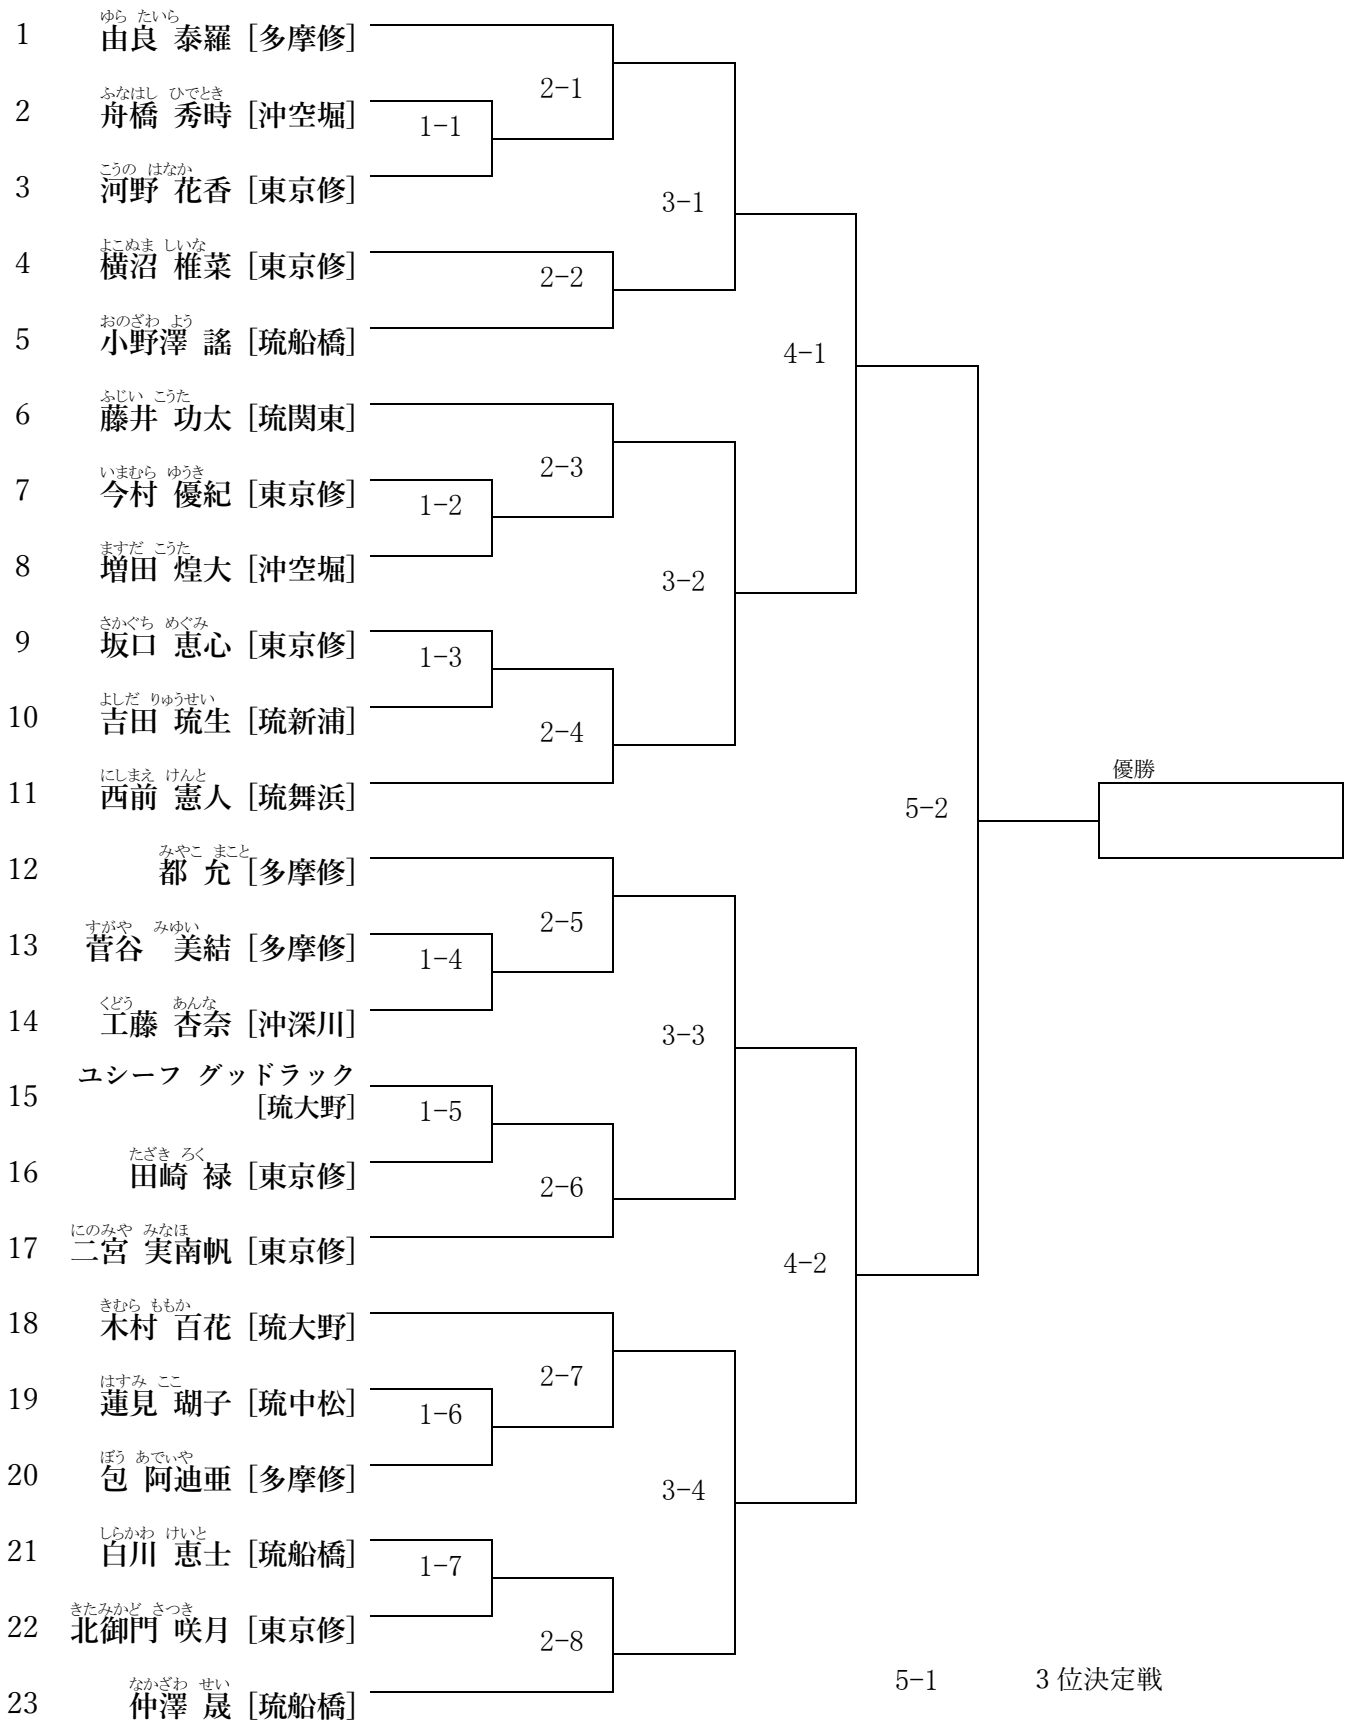 ゆら たいら
1 由良 泰羅 [多摩修]
2-1
ふなはし ひでとき
2 舟橋 秀時 [沖空堀]
1-1
こうの はなか
3 河野 花香 [東京修]
3-1
よこぬま しいな
4 横沼 椎菜 [東京修]
2-2
おのざわ よう
5 小野澤 謠 [琉船橋]
4-1
ふじい こうた
6 藤井 功太 [琉関東]
2-3
いまむら ゆうき
7 今村 優紀 [東京修]
1-2
ますだ こうた
8 増田 煌大 [沖空堀]
3-2
さかぐち めぐみ
9 坂口 恵心 [東京修]
1-3
よしだ りゅうせい
10 吉田 琉生 [琉新浦]
2-4
にしまえ けんと
11 西前 憲人 [琉舞浜]
優勝
5-2
みやこ まこと
12 都 允 [多摩修]
2-5
すがや みゆい
13 菅谷 美結 [多摩修]
1-4
くどう あんな
14 工藤 杏奈 [沖深川]
3-3
ユシーフ グッドラック
15 [琉大野]
1-5
たざき ろく
16 田崎 禄 [東京修]
2-6
にのみや みなほ
17 二宮 実南帆 [東京修]
4-2
きむら ももか
18 木村 百花 [琉大野]
2-7
はすみ ここ
19 蓮見 瑚子 [琉中松]
1-6
ぼう あでぃや
20 包 阿迪亜 [多摩修]
3-4
しらかわ けいと
21 白川 恵士 [琉船橋]
1-7
きたみかど さつき
22 北御門 咲月 [東京修]
2-8
なかざわ せい
23 仲澤 晟 [琉船橋]
5-1 3位決定戦